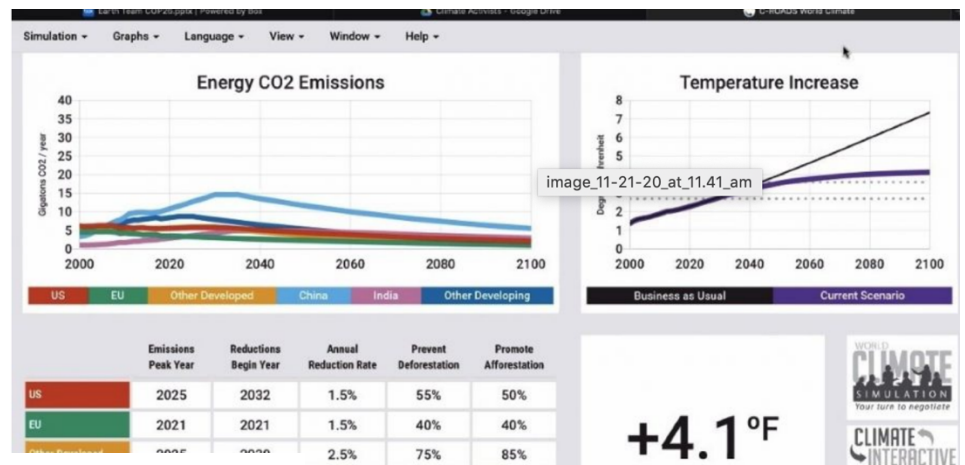 Earth Team COP26.pptx | Powered by Box
Climate Activists - Google Drive
C-ROADS World Climate
Simulation Graphs Language View Window Help
Energy CO2 Emissions
Gigatons CO2 / year
40
35
30
25
20
15
10
5
0
2000 2020 2040 2060 2080 2100
US EU Other Developed China India Other Developing
Temperature Increase
8
7
6
5
2
1
0
2000 2020 2040 2060 2080 2100
Business as Usual Current Scenario
image_11-21-20_at_11.41_am
Emissions Peak Year
Reductions Begin Year
Annual Reduction Rate
Prevent Deforestation
Promote Afforestation
US 2025 2032 1.5% 55% 50%
EU 2021 2021 1.5% 40% 40%
Other Developed 2.5% 75% 85%
+4.1°F
WORLD
CLIMATE
SIMULATION
Your turn to negotiate
CLIMATE
INTERACTIVE